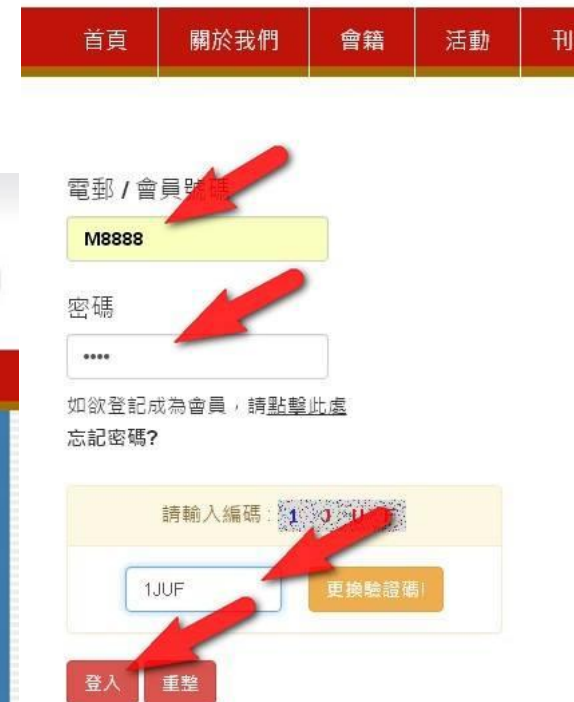 首頁 關於我們 會籍 活動 刊
電郵 / 會員號碼
M8888
密碼
••••
如欲登記成為會員，請點擊此處
忘記密碼?
請輸入編碼 : 1 J U F
1JUF 更換驗證碼!
登入 重整